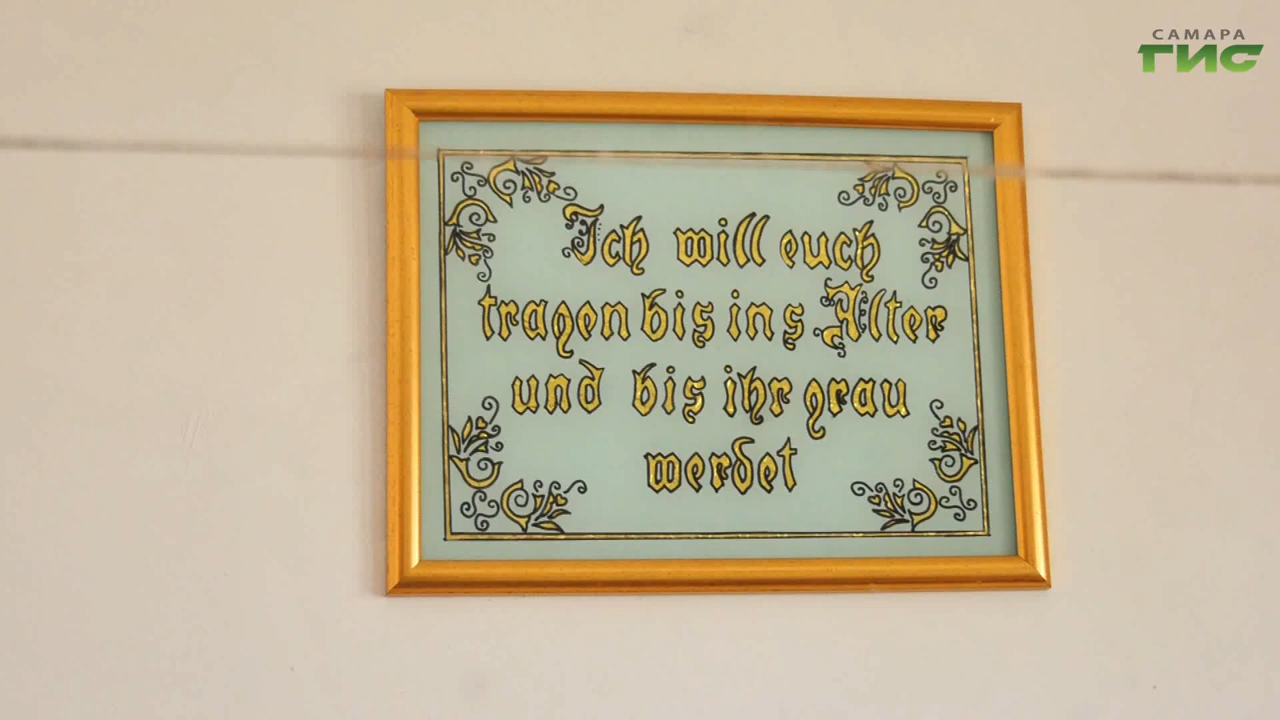 САМАРА
ГИС
Ich will euch
tragen bis ins Alter
und bis ihr grau
werdet